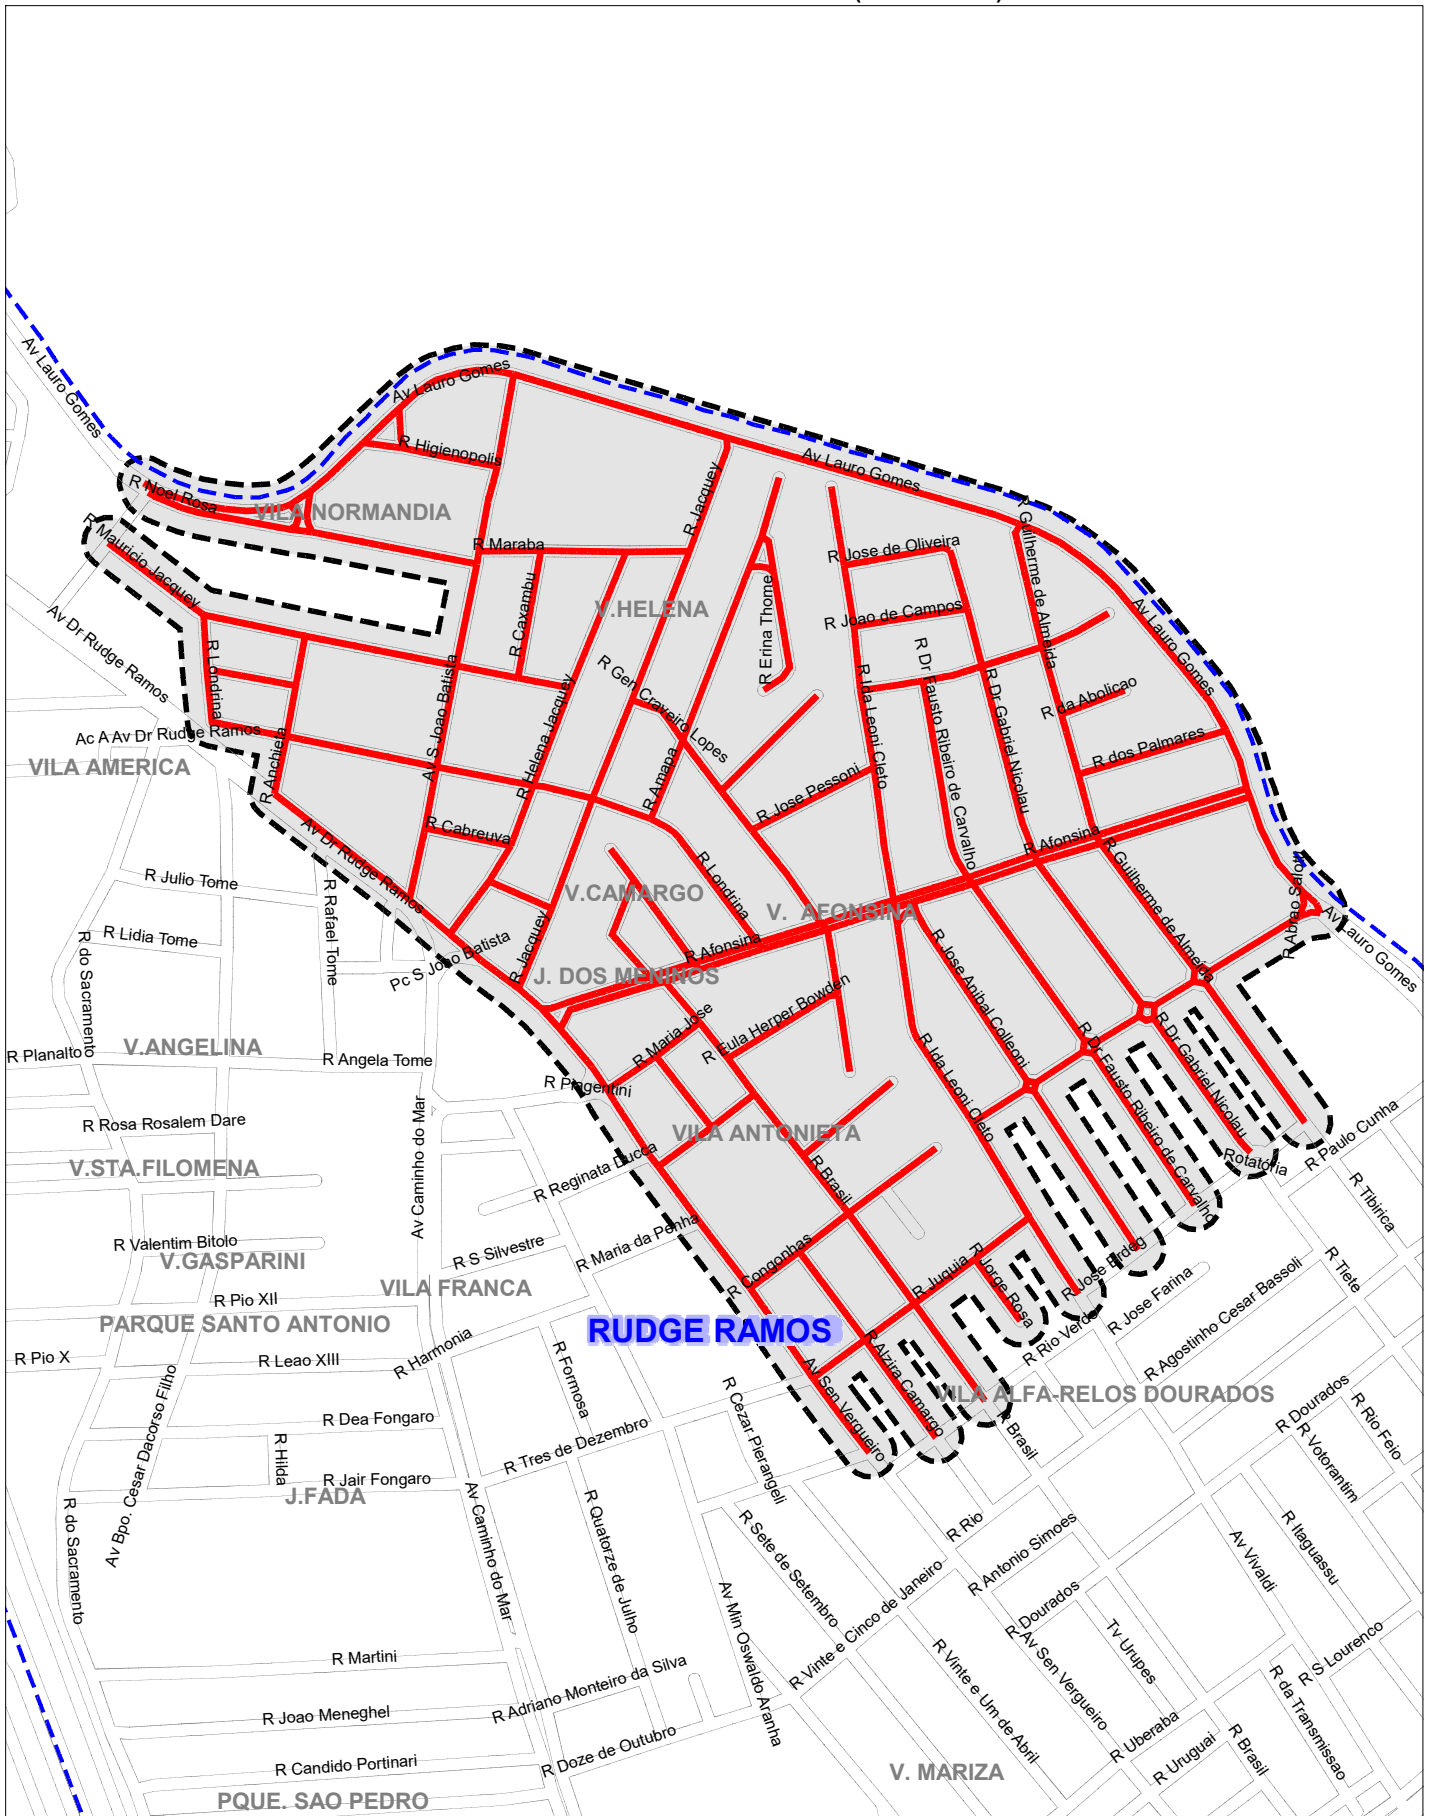 Av Lauro Gomes
Av Lauro Gomes
R Higienopolis
R Noel Rosa
VILA NORMANDIA
R Jacquey
Av Lauro Gomes
R Guilherme de Almeida
R Mauricio Jacquey
R Maraba
R Jose de Oliveira
R Caxambu
V.HELENA
R Erina Thome
R Joao de Campos
Av Lauro Gomes
Av Dr Rudge Ramos
R Londrina
R Gen Craveiro Lopes
R Ida Leoni Cleto
R Dr Fausto Ribeiro de Carvalho
R Dr Gabriel Nicolau
R da Abolicao
Av S Joao Batista
R Helena Jacquey
Ac A Av Dr Rudge Ramos
VILA AMERICA
R Anchieta
R Amapa
R Jose Pessoni
R dos Palmares
R Cabreuva
Av Dr Rudge Ramos
R Afonsina
R Guilherme de Almeida
R Julio Tome
R Rafael Tome
V.CAMARGO
R Londrina
V. AFONSINA
R Abrao Salom
Av Lauro Gomes
R Lidia Tome
R do Sacramento
Pc S Joao Batista
R Jacquey
R Afonsina
J. DOS MENINOS
R Jose Anibal Colleoni
R Eula Herper Bowden
R Maria Jose
R Planalto
V.ANGELINA
R Angela Tome
R Piagentini
R Ida Leoni Cleto
R Dr Fausto Ribeiro de Carvalho
R Dr Gabriel Nicolau
R Rosa Rosalem Dare
Av Caminho do Mar
VILA ANTONIETA
R Paulo Cunha
V.STA.FILOMENA
R Reginata Ducca
R Brasil
Rotatória
R Tibirica
R Valentim Bitolo
V.GASPARINI
R S Silvestre
R Maria da Penha
R Congonhas
R Juquia
R Jorge Rosa
R Jose Birdeg
R Jose Farina
R Tiete
R Agostinho Cesar Bassoli
VILA FRANCA
R Pio XII
PARQUE SANTO ANTONIO
RUDGE RAMOS
R Rio Verde
R Pio X
R Leao XIII
R Harmonia
R Formosa
R Alzira Camargo
Av Sen Vergueiro
VILA ALFA-RELOS DOURADOS
Av Bpo. Cesar Dacorso Filho
R Dea Fongaro
R Cezar Pierangeli
R Brasil
R Dourados
R Rio Feio
R Votorantim
R Hilda
R Tres de Dezembro
R Jair Fongaro
J.FADA
R do Sacramento
Av Caminho do Mar
R Quatorze de Julho
R Sete de Setembro
R Rio
R Antonio Simoes
Av Vivaldi
R Itaguassu
R Vinte e Cinco de Janeiro
R Dourados
Av Min Oswaldo Aranha
R Vinte e Um de Abril
Av Sen Vergueiro
Tv Urupes
R S Lourenco
R Martini
R Adriano Monteiro da Silva
R da Transmissao
R Joao Meneghel
R Uberaba
R Uruguai
R Brasil
R Doze de Outubro
R Candido Portinari
V. MARIZA
PQUE. SAO PEDRO